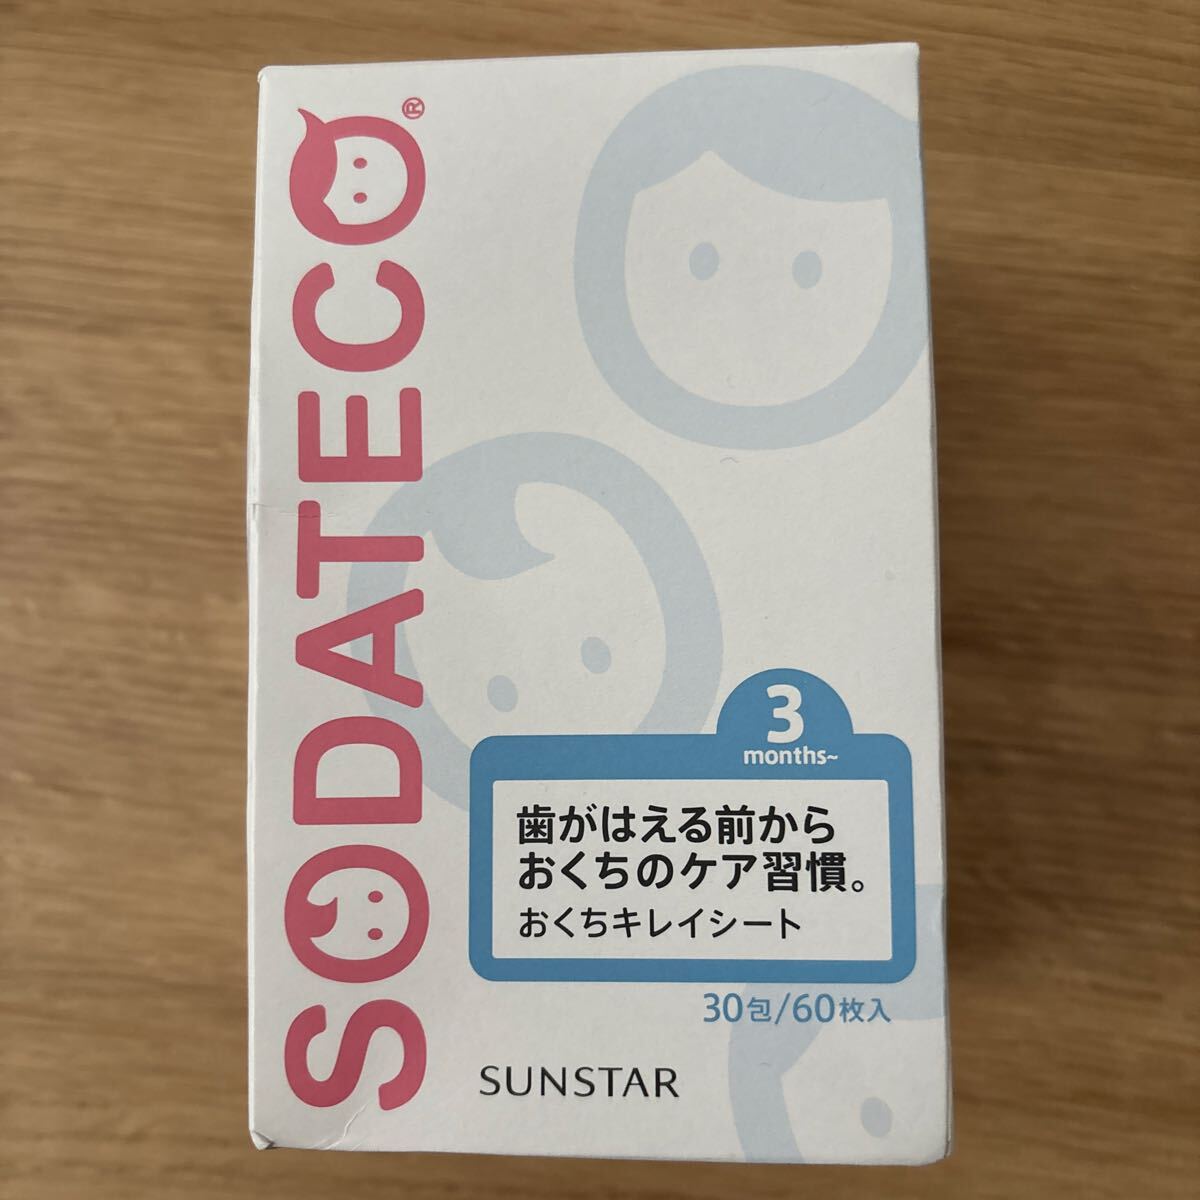 SODATECO®
3
months~
歯がはえる前から
おくちのケア習慣。
おくちキレイシート
30包/60枚入
SUNSTAR